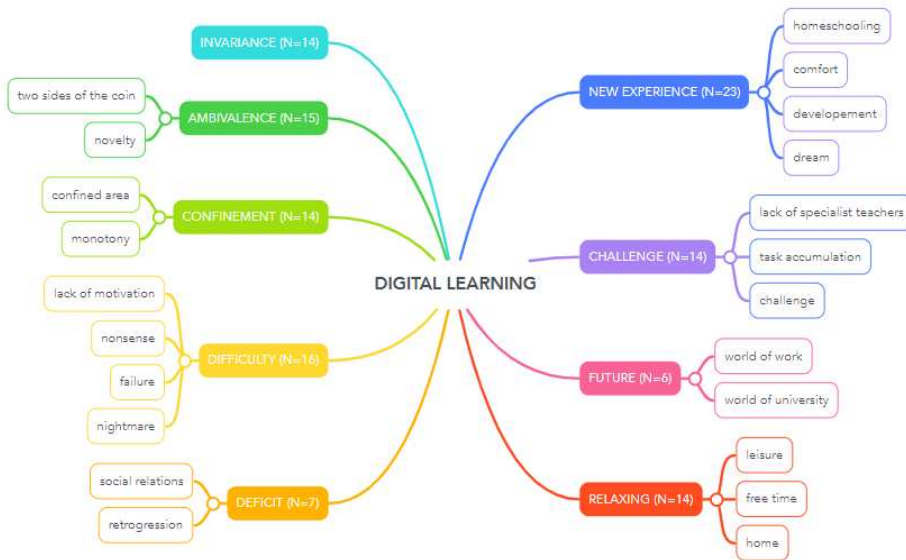 DIGITAL LEARNING
INVARIANCE (N=14)
AMBIVALENCE (N=15)
two sides of the coin
novelty
CONFINEMENT (N=14)
confined area
monotony
DIFFICULTY (N=16)
lack of motivation
nonsense
failure
nightmare
DEFICIT (N=7)
social relations
retrogression
NEW EXPERIENCE (N=23)
homeschooling
comfort
developement
dream
CHALLENGE (N=14)
lack of specialist teachers
task accumulation
challenge
FUTURE (N=6)
world of work
world of university
RELAXING (N=14)
leisure
free time
home